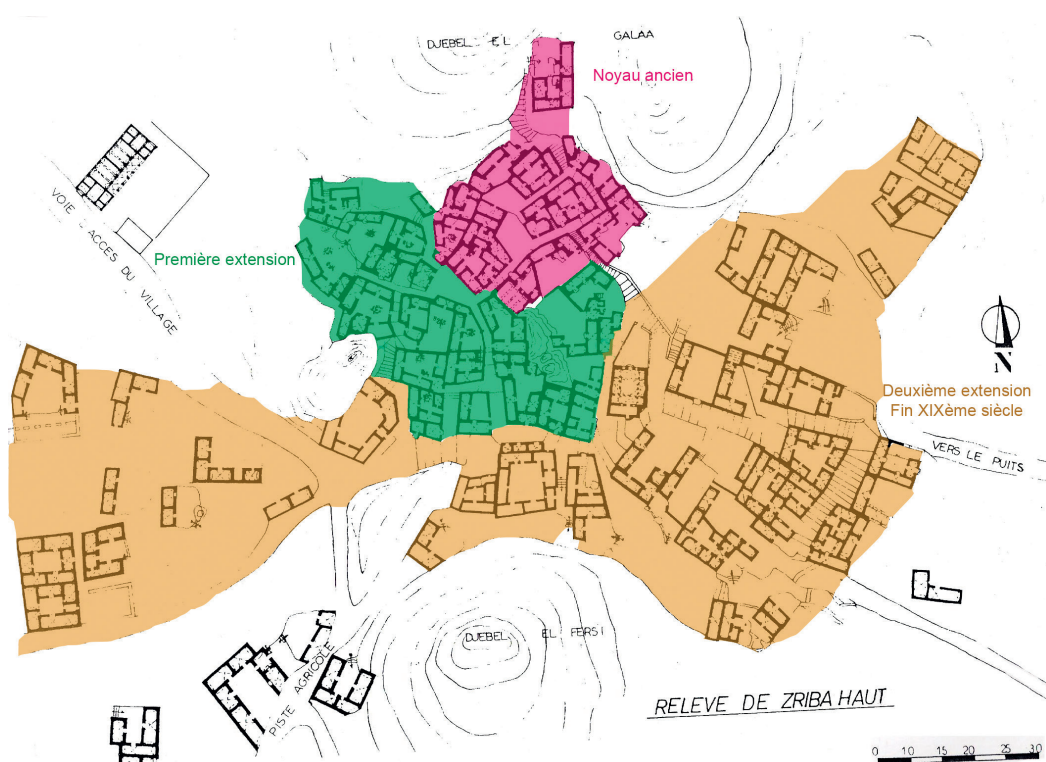 DJEBEL EL GALAA
Noyau ancien
VOIE D'ACCES DU VILLAGE
Première extension
N
Deuxième extension
Fin XIXème siècle
VERS LE PUITS
DJEBEL EL FERSI
PISTE AGRICOLE
RELEVE DE ZRIBA HAUT
0 10 15 20 25 30